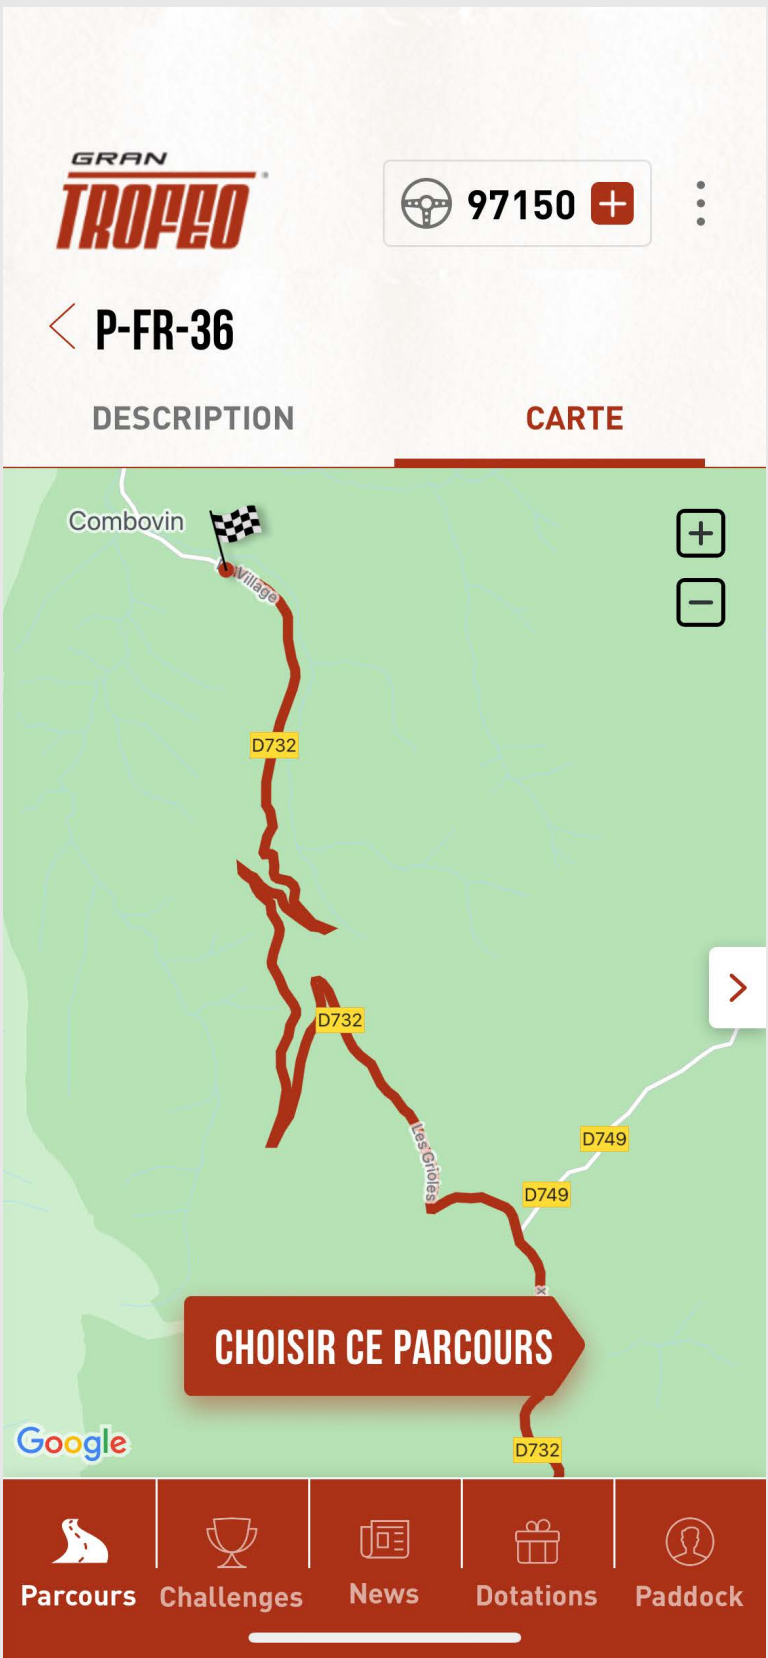 GRAN
TROFEO
97150
P-FR-36
DESCRIPTION
CARTE
Combovin
Village
D732
D732
Les Grioles
D749
D749
CHOISIR CE PARCOURS
Google
D732
Parcours
Challenges
News
Dotations
Paddock